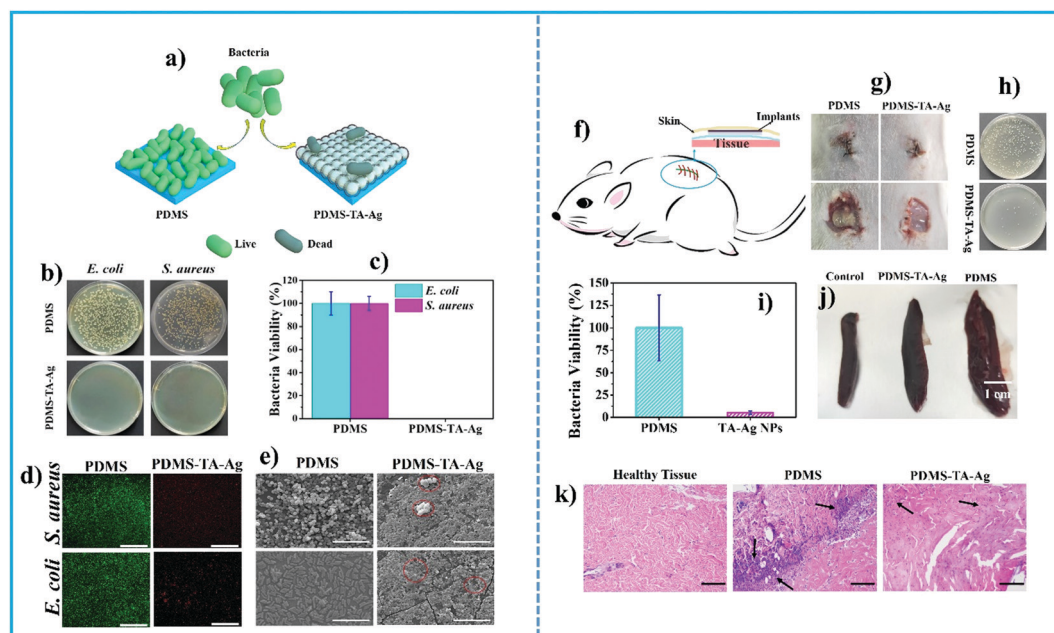 a)
Bacteria
PDMS
PDMS-TA-Ag
Live
Dead
b)
E. coli
S. aureus
PDMS
PDMS-TA-Ag
c)
Bacteria Viability (%)
120
100
80
60
40
20
0
E. coli
S. aureus
PDMS
PDMS-TA-Ag
d)
PDMS
PDMS-TA-Ag
S. aureus
E. coli
e)
PDMS
PDMS-TA-Ag
f)
Skin
Implants
Tissue
g)
PDMS
PDMS-TA-Ag
h)
PDMS
PDMS-TA-Ag
i)
Bacteria Viability (%)
150
125
100
75
50
25
0
PDMS
TA-Ag NPs
j)
Control
PDMS-TA-Ag
PDMS
1 cm
k)
Healthy Tissue
PDMS
PDMS-TA-Ag